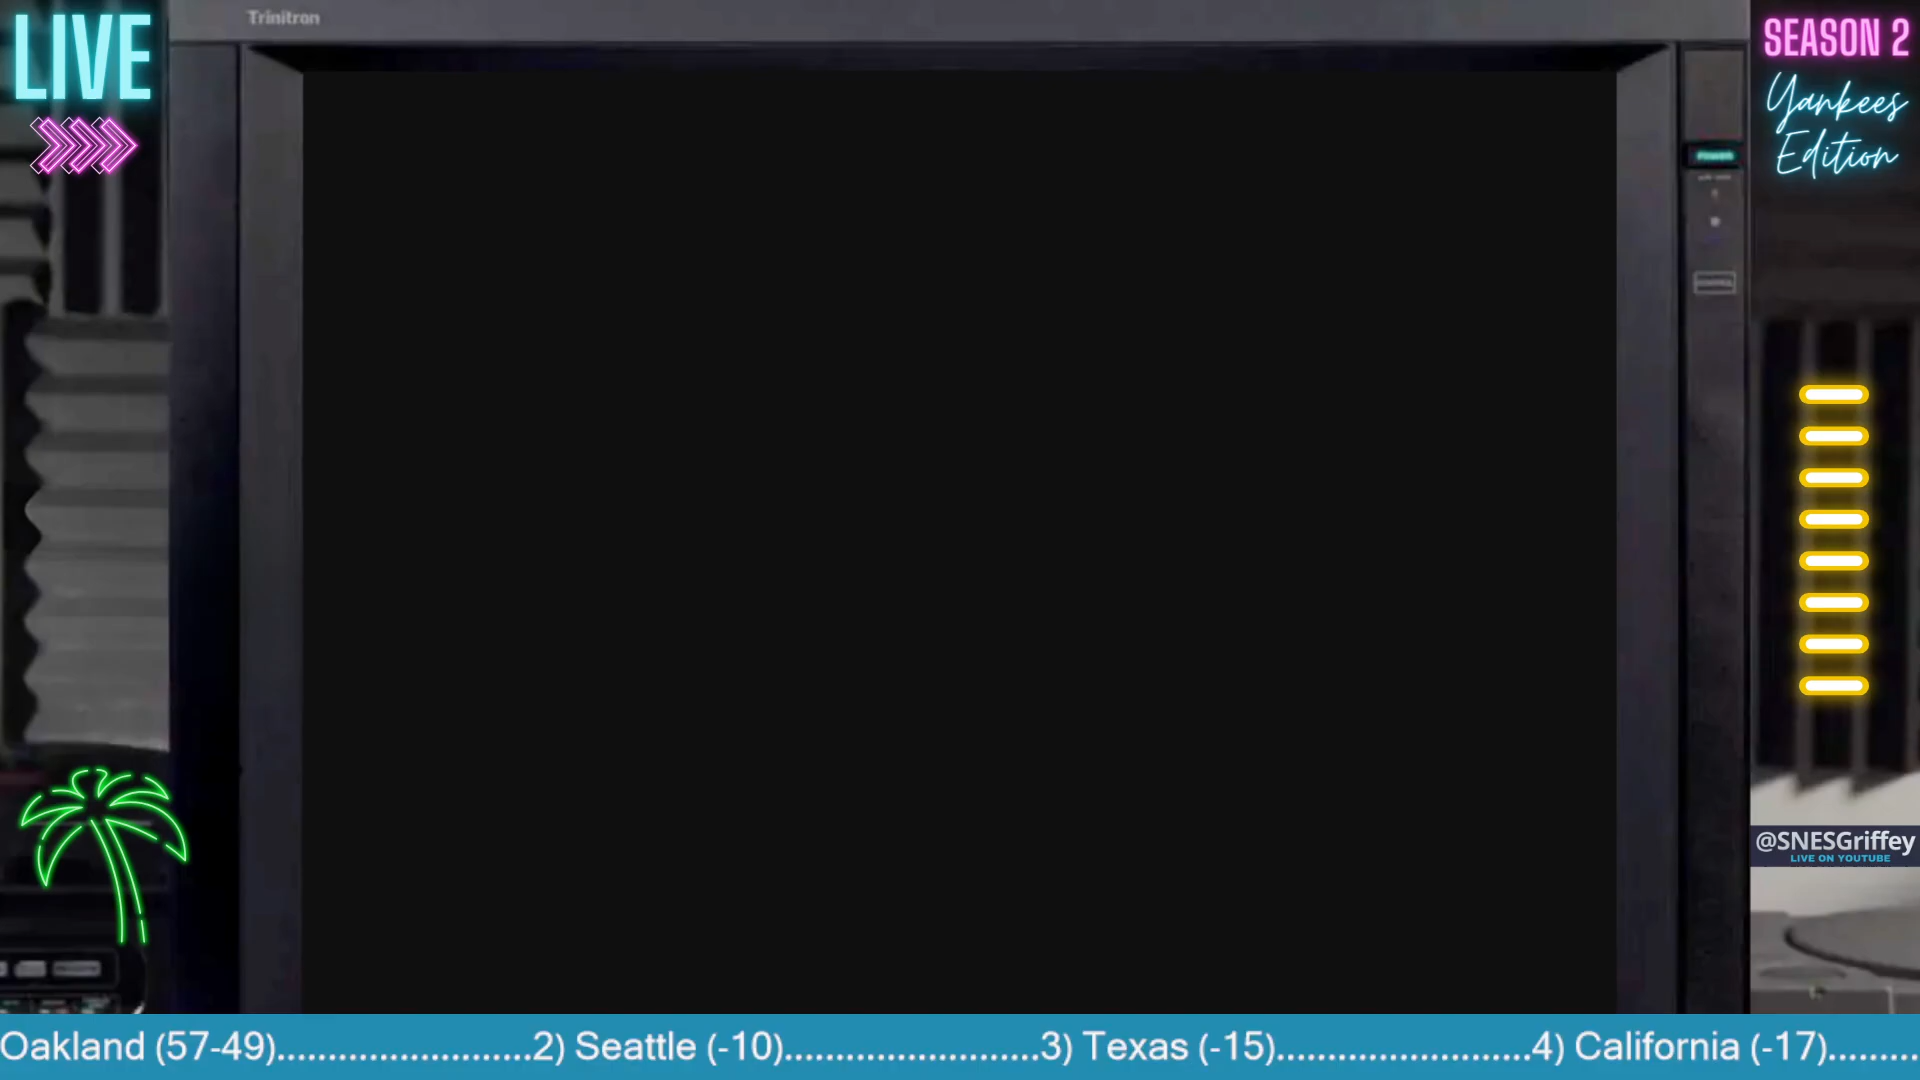 Trinitron
LIVE
SEASON 2
Yankees
Edition
POWER
@SNESGriffey
LIVE ON YOUTUBE
Oakland (57-49).......................2) Seattle (-10).......................3) Texas (-15).......................4) California (-17)........